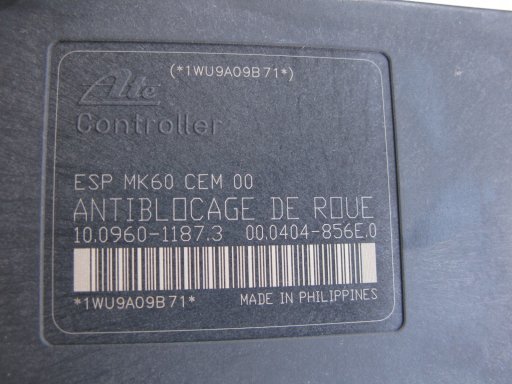 (*1WU9A09B71*)
Ate
Controller
ESP MK60 CEM 00
ANTIBLOCAGE DE ROUE
10.0960-1187.3 00.0404-856E.0
*1WU9A09B71* MADE IN PHILIPPINES